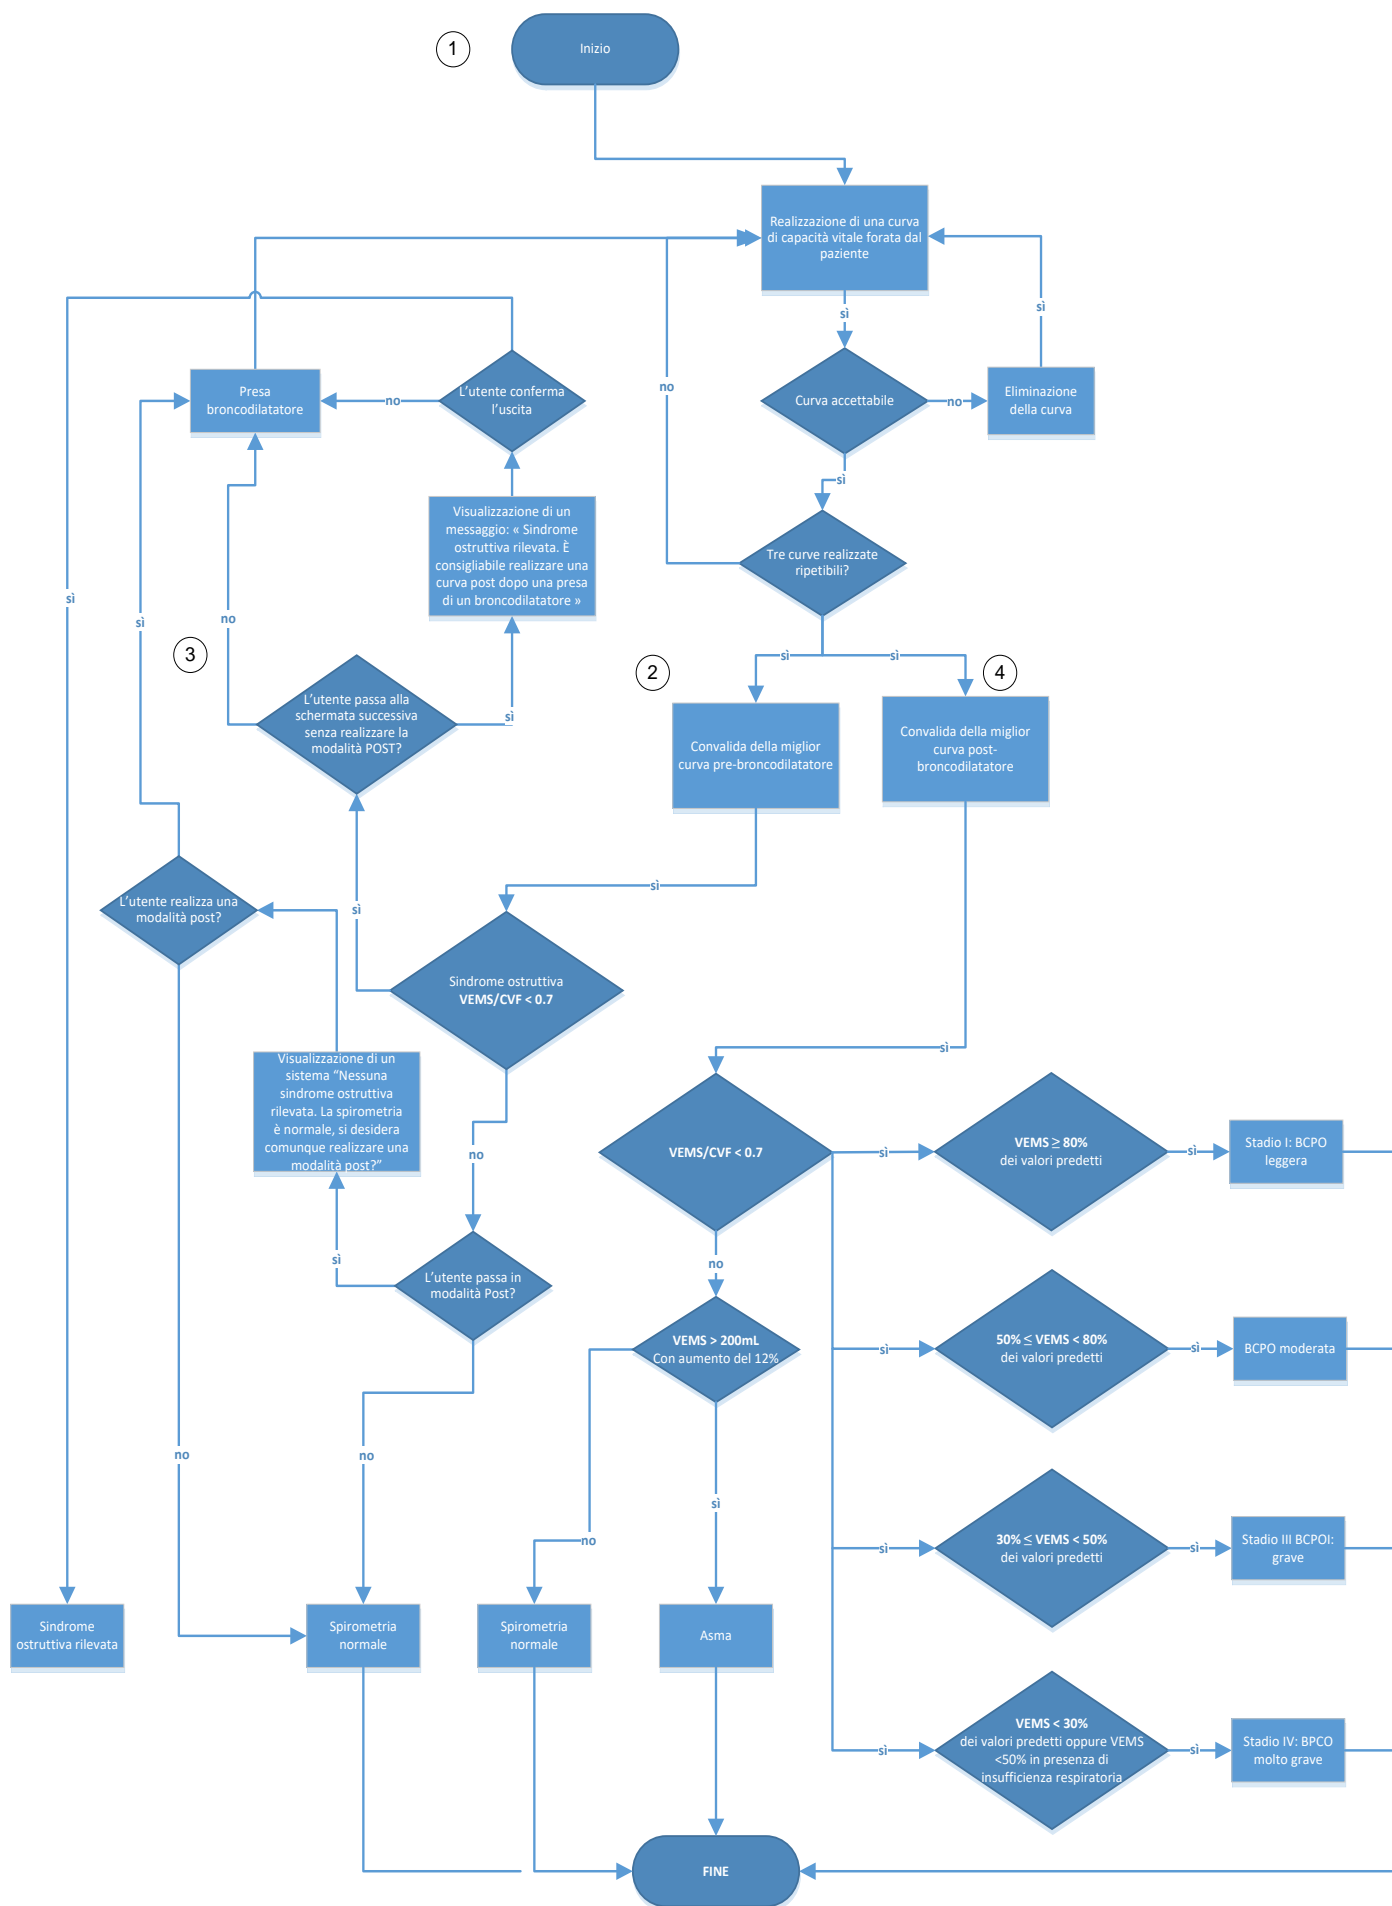 1
Inizio
Realizzazione di una curva
di capacità vitale forata dal
paziente
sì
sì
Presa
broncodilatatore
no
L'utente conferma
l'uscita
no
Curva accettabile
no
Eliminazione
della curva
sì
sì
Visualizzazione di un
messaggio: « Sindrome
ostruttiva rilevata. È
consigliabile realizzare una
curva post dopo una presa
di un broncodilatatore »
Tre curve realizzate
ripetibili?
sì
sì
no
3
sì
sì
2
4
L'utente passa alla
schermata successiva
senza realizzare la
modalità POST?
sì
Convalida della miglior
curva pre-broncodilatatore
Convalida della miglior
curva post-
broncodilatatore
sì
L'utente realizza una
modalità post?
sì
Sindrome ostruttiva
VEMS/CVF < 0.7
sì
Visualizzazione di un
sistema “Nessuna
sindrome ostruttiva
rilevata. La spirometria
è normale, si desidera
comunque realizzare una
modalità post?”
no
VEMS/CVF < 0.7
sì
VEMS ≥ 80%
dei valori predetti
sì
Stadio I: BCPO
leggera
sì
L'utente passa in
modalità Post?
no
VEMS > 200mL
Con aumento del 12%
sì
50% ≤ VEMS < 80%
dei valori predetti
sì
BCPO moderata
no
no
sì
no
sì
30% ≤ VEMS < 50%
dei valori predetti
sì
Stadio III BCPOI:
grave
Sindrome
ostruttiva rilevata
Spirometria
normale
Spirometria
normale
Asma
sì
VEMS < 30%
dei valori predetti oppure VEMS
<50% in presenza di
insufficienza respiratoria
sì
Stadio IV: BPCO
molto grave
FINE